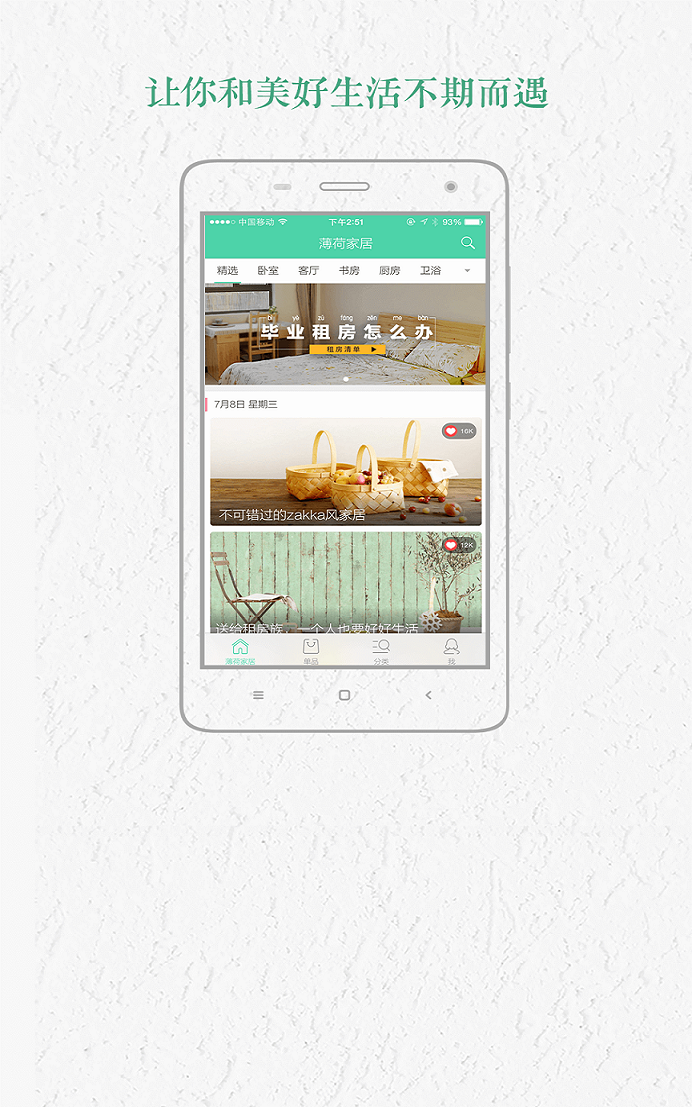 让你和美好生活不期而遇
中国移动 下午2:51 93%
薄荷家居
精选 卧室 客厅 书房 厨房 卫浴
bì yè zū fáng zěn me bàn
毕业租房怎么办
租房清单
7月8日 星期三
16K
不可错过的zakka风家居
12K
送给租房族，一个人也要好好生活
薄荷家居 单品 分类 我